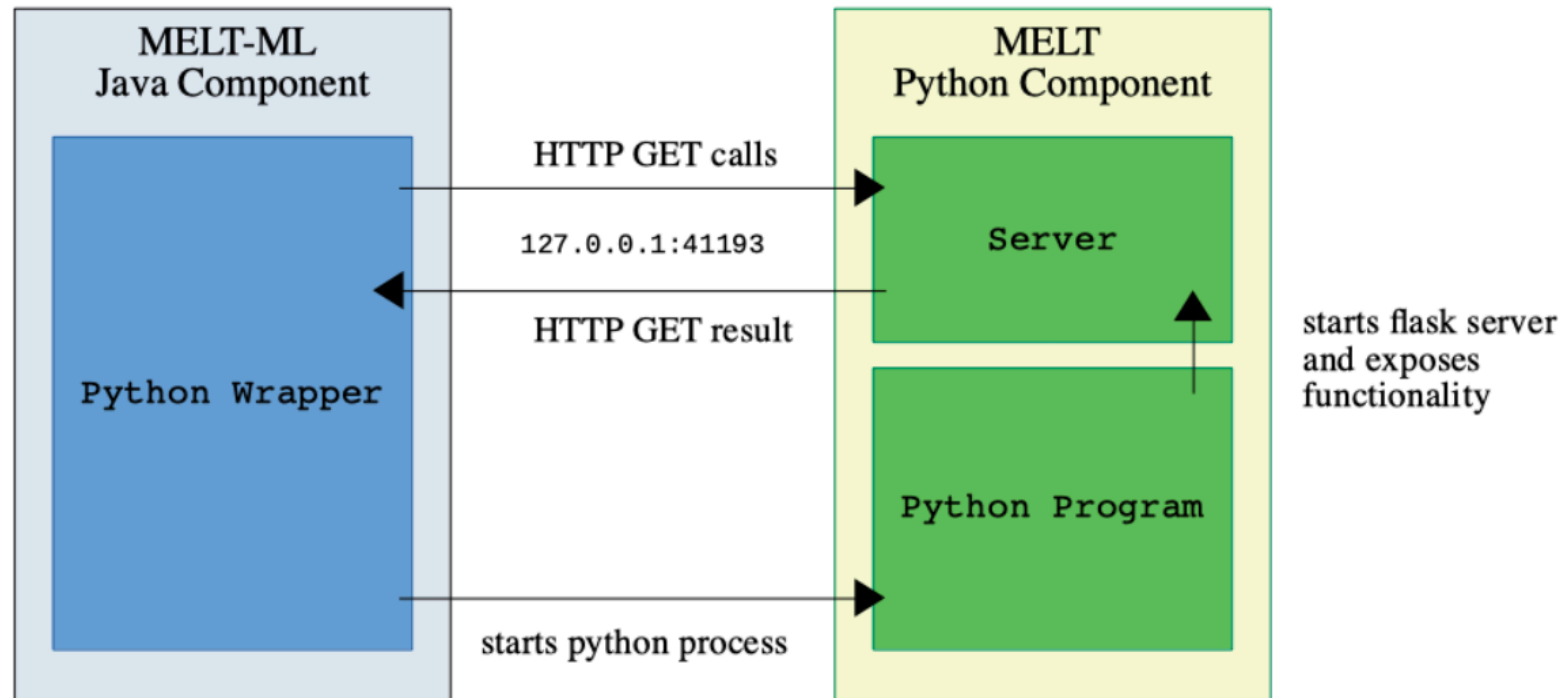 MELT-ML
Java Component
MELT
Python Component
HTTP GET calls
127.0.0.1:41193
HTTP GET result
Python Wrapper
Server
starts flask server
and exposes
functionality
Python Program
starts python process